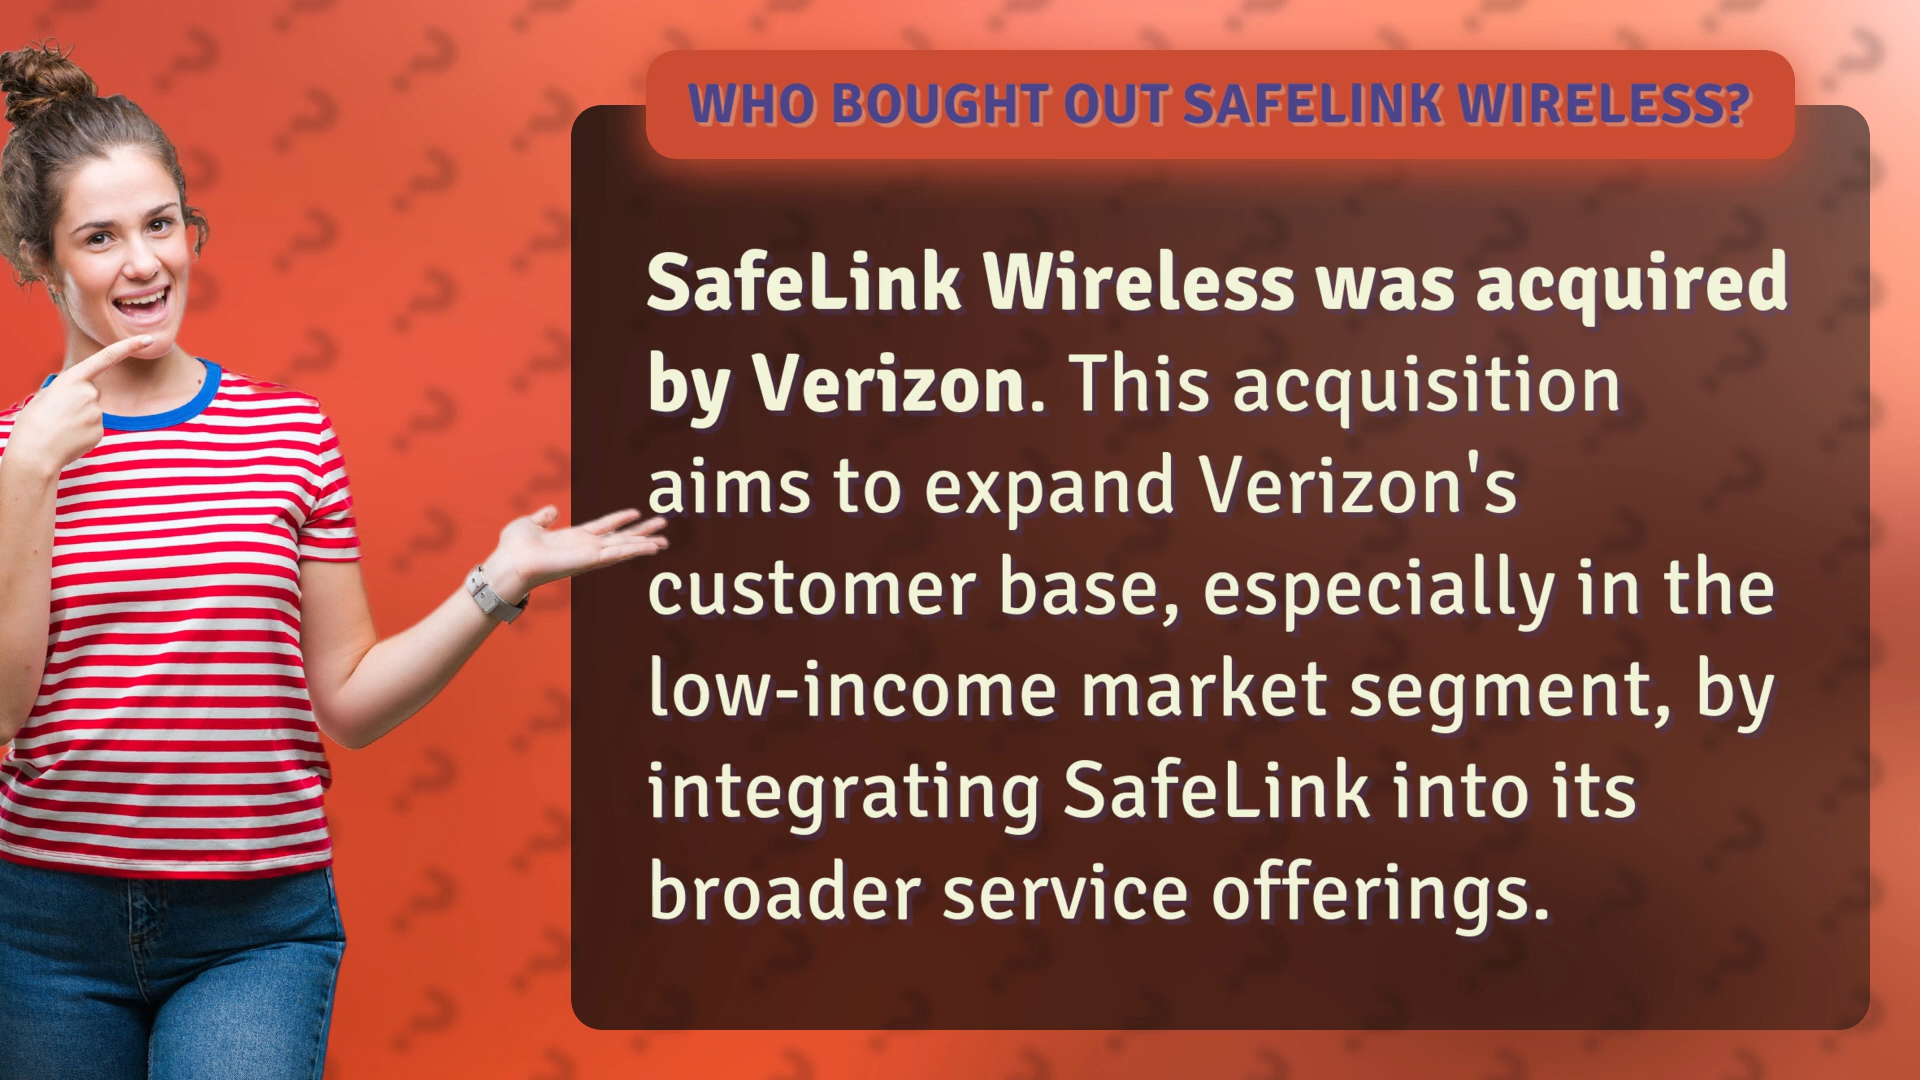 WHO BOUGHT OUT SAFELINK WIRELESS?
SafeLink Wireless was acquired
by Verizon. This acquisition
aims to expand Verizon's
customer base, especially in the
low-income market segment, by
integrating SafeLink into its
broader service offerings.